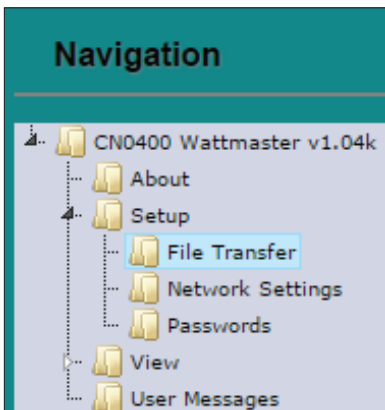 Navigation
CN0400 Wattmaster v1.04k
About
Setup
File Transfer
Network Settings
Passwords
View
User Messages